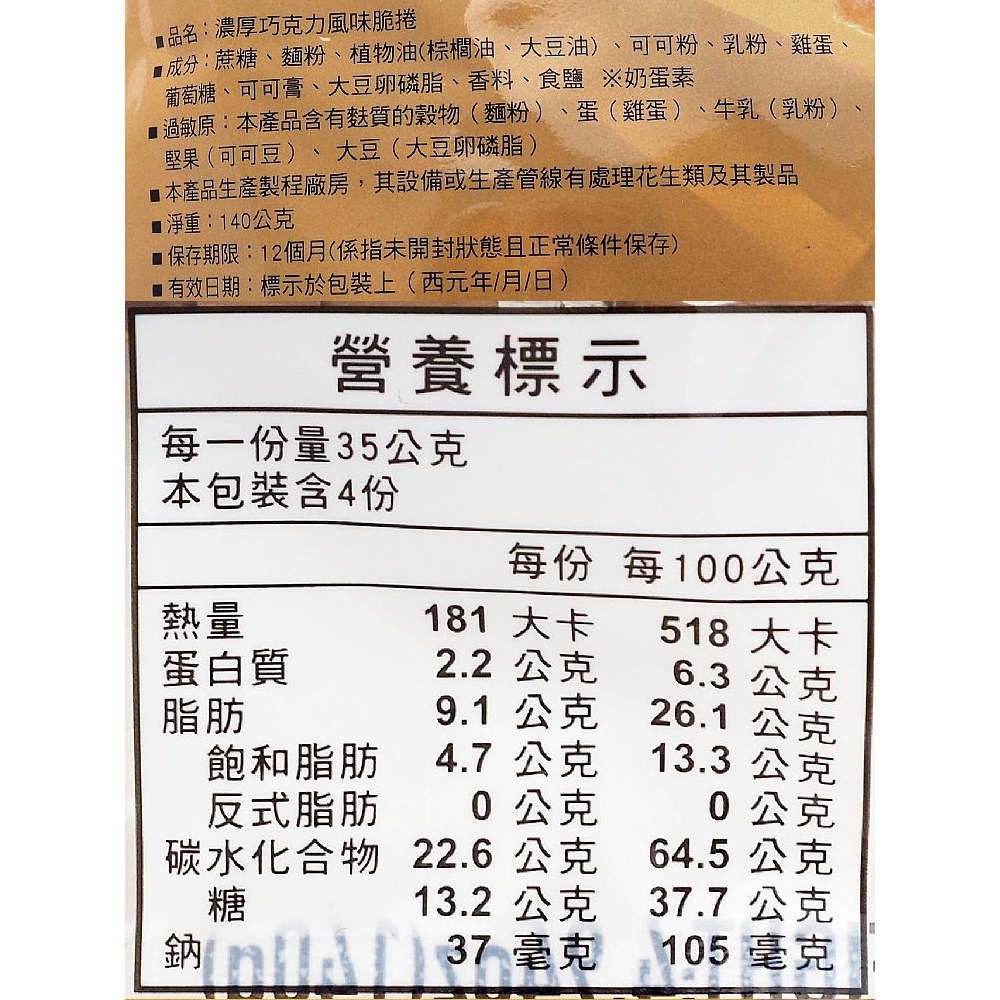 ■品名：濃厚巧克力風味脆捲
■成分：蔗糖、麵粉、植物油(棕櫚油、大豆油)、可可粉、乳粉、雞蛋、
葡萄糖、可可膏、大豆卵磷脂、香料、食鹽 ※奶蛋素
■過敏原：本產品含有麩質的穀物（麵粉）、蛋（雞蛋）、牛乳（乳粉）、
堅果（可可豆）、大豆（大豆卵磷脂）
■本產品生產製程廠房，其設備或生產管線有處理花生類及其製品
■淨重：140公克
■保存期限：12個月(係指未開封狀態且正常條件保存)
■有效日期：標示於包裝上（西元年/月/日）
營養標示
每一份量35公克
本包裝含4份
每份 每100公克
熱量 181 大卡 518 大卡
蛋白質 2.2 公克 6.3 公克
脂肪 9.1 公克 26.1 公克
飽和脂肪 4.7 公克 13.3 公克
反式脂肪 0 公克 0 公克
碳水化合物 22.6 公克 64.5 公克
糖 13.2 公克 37.7 公克
鈉 37 毫克 105 毫克